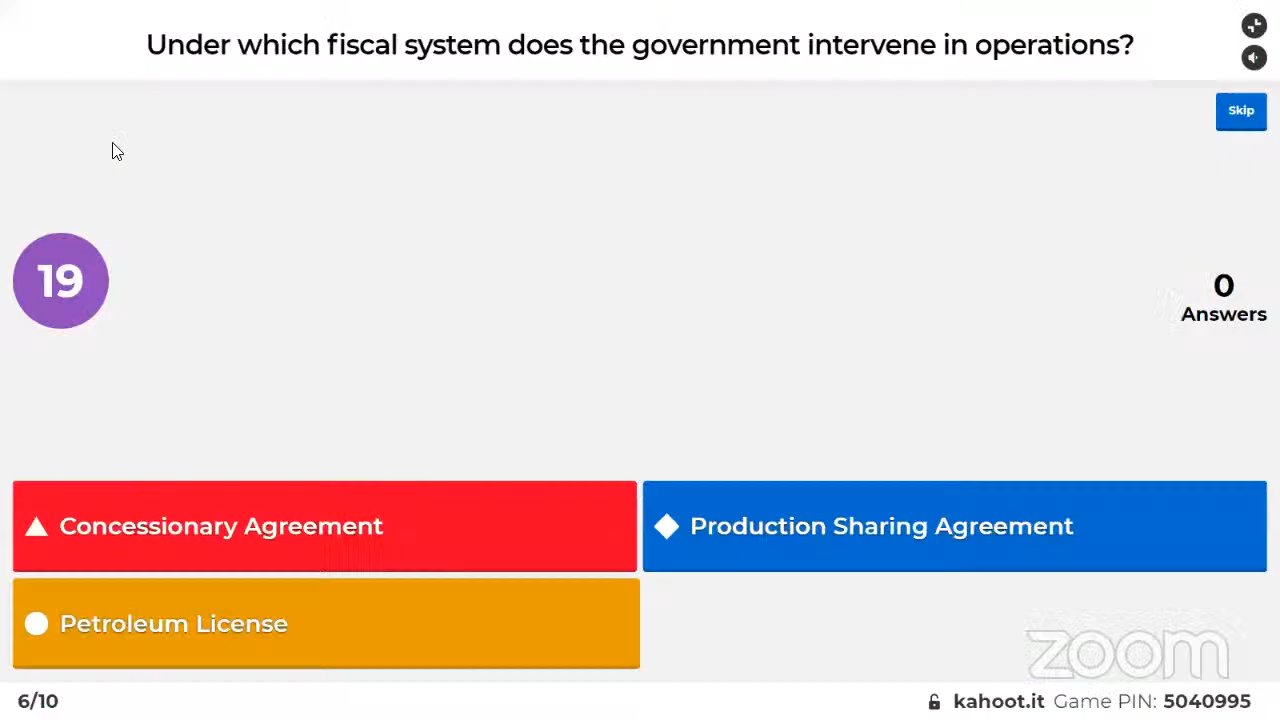 Under which fiscal system does the government intervene in operations?
Skip
19
0
Answers
Concessionary Agreement
Production Sharing Agreement
Petroleum License
zoom
6/10
kahoot.it Game PIN: 5040995